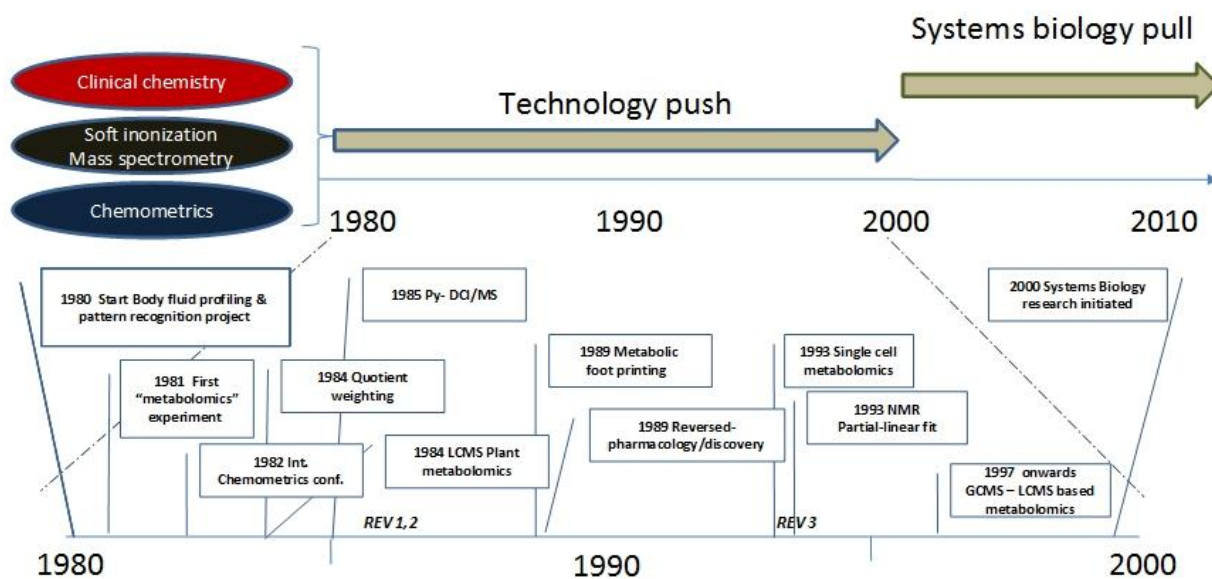 Systems biology pull
Clinical chemistry
Technology push
Soft inonization
Mass spectrometry
Chemometrics
1980
1990
2000
2010
1980 Start Body fluid profiling &
pattern recognition project
1985 Py- DCI/MS
2000 Systems Biology
research initiated
1981 First
"metabolomics"
experiment
1984 Quotient
weighting
1989 Metabolic
foot printing
1993 Single cell
metabolomics
1982 Int.
Chemometrics conf.
1984 LCMS Plant
metabolomics
1989 Reversed-
pharmacology/discovery
1993 NMR
Partial-linear fit
1997 onwards
GCMS – LCMS based
metabolomics
REV 1,2
REV 3
1980
1990
2000